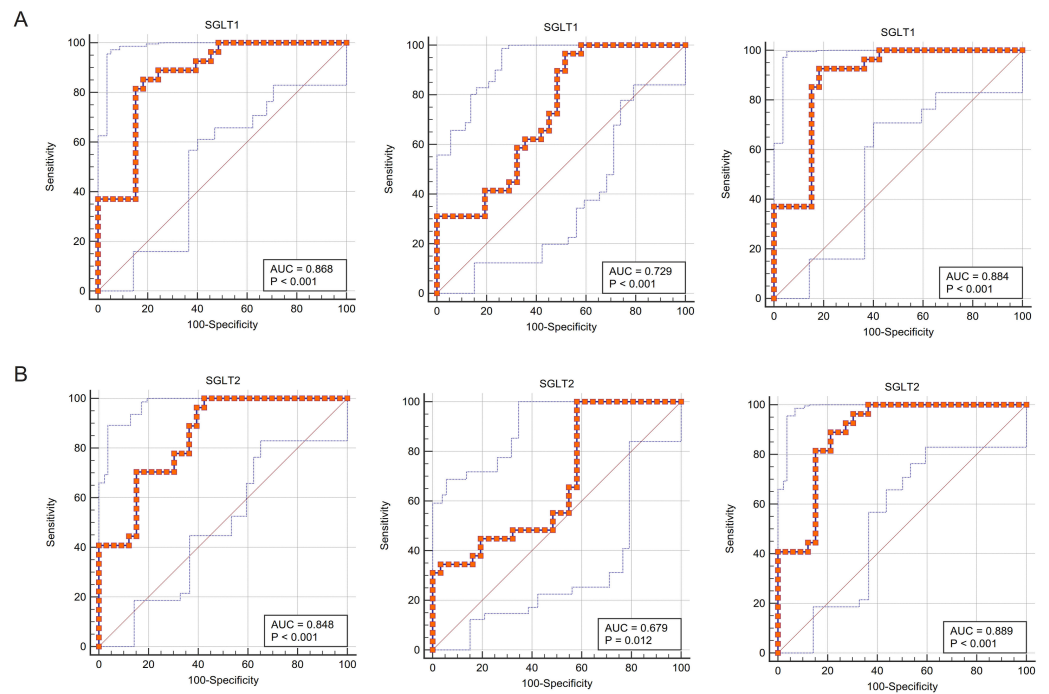 A
SGLT1
100
80
60
40
20
0
Sensitivity
0 20 40 60 80 100
100-Specificity
AUC = 0.868
P < 0.001
SGLT1
100
80
60
40
20
0
Sensitivity
0 20 40 60 80 100
100-Specificity
AUC = 0.729
P < 0.001
SGLT1
100
80
60
40
20
0
Sensitivity
0 20 40 60 80 100
100-Specificity
AUC = 0.884
P < 0.001
B
SGLT2
100
80
60
40
20
0
Sensitivity
0 20 40 60 80 100
100-Specificity
AUC = 0.848
P < 0.001
SGLT2
100
80
60
40
20
0
Sensitivity
0 20 40 60 80 100
100-Specificity
AUC = 0.679
P = 0.012
SGLT2
100
80
60
40
20
0
Sensitivity
0 20 40 60 80 100
100-Specificity
AUC = 0.889
P < 0.001